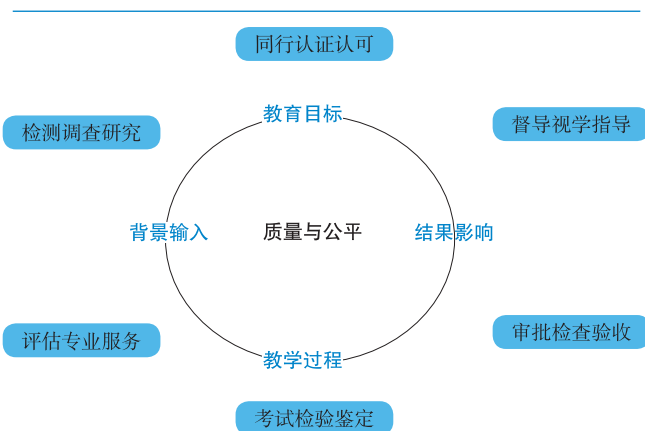 同行认证认可
教育目标
检测调查研究
督导视学指导
背景输入
质量与公平
结果影响
评估专业服务
审批检查验收
教学过程
考试检验鉴定